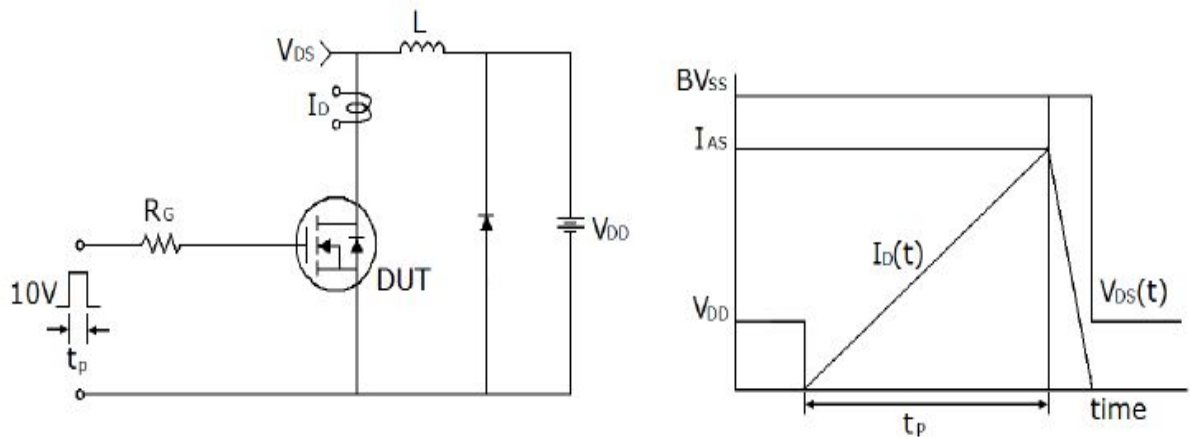 L
VDS
ID
RG
VDD
DUT
10V
tp
BVSS
IAS
ID(t)
VDD
VDS(t)
tP
time